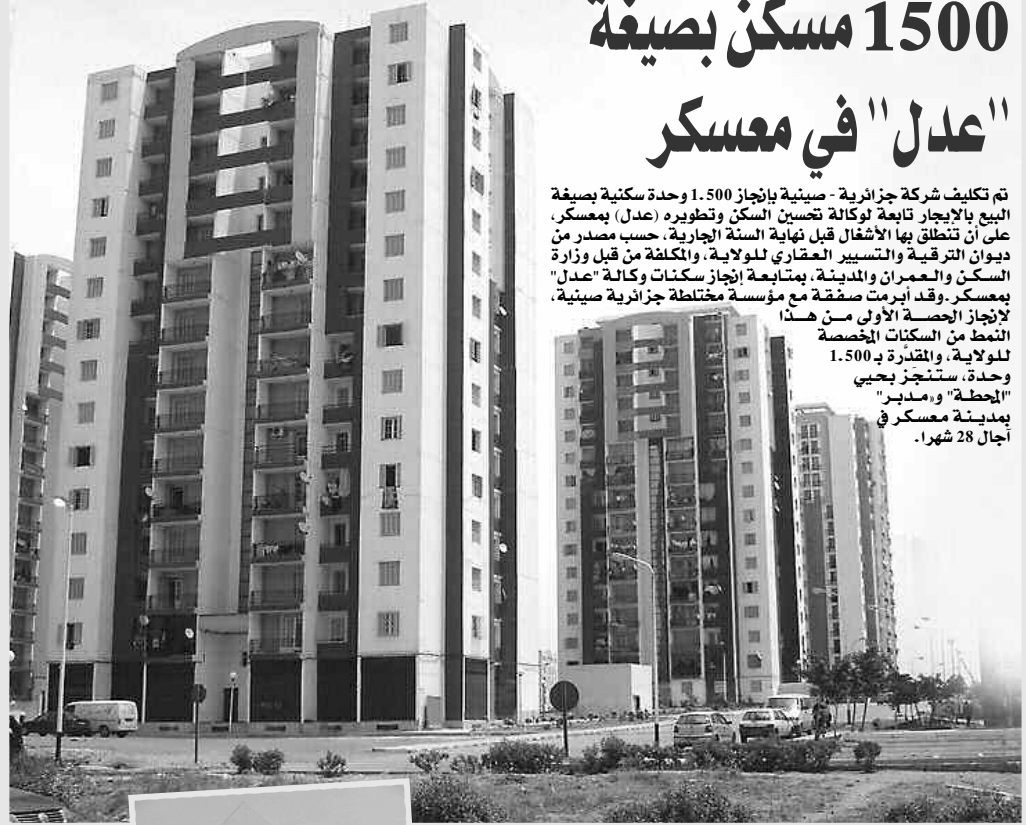 1500 مسكن بصيغة
"عدل" في معسكر
تم تكليف شركة جزائرية - صينية بإنجاز 1.500 وحدة سكنية بصيغة
البيع بالإيجار تابعة لوكالة تحسين السكن وتطويره (عدل) بمعسكر،
على أن تنطلق بها الأشغال قبل نهاية السنة الجارية، حسب مصدر من
ديوان الترقية والتسيير العقاري للولاية، والمكلفة من قبل وزارة
السكن والعمران والمدينة، بمتابعة إنجاز سكنات وكالة "عدل"
بمعسكر. وقد أبرمت صفقة مع مؤسسة مختلطة جزائرية صينية،
لإنجاز الحصة الأولى من هذا
النمط من السكنات المخصصة
للولاية، والمقدّرة بـ 1.500
وحدة، ستنجَز بحيي
"المحطة" و«مدبر"
بمدينة معسكر في
آجال 28 شهرا.